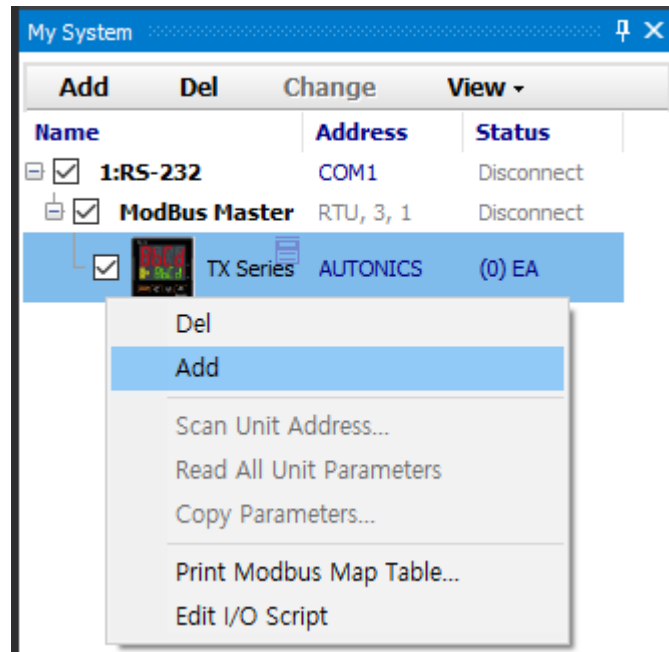 My System
Add Del Change View
Name Address Status
1:RS-232 COM1 Disconnect
ModBus Master RTU, 3, 1 Disconnect
TX Series AUTONICS (0) EA
Del
Add
Scan Unit Address...
Read All Unit Parameters
Copy Parameters...
Print Modbus Map Table...
Edit I/O Script